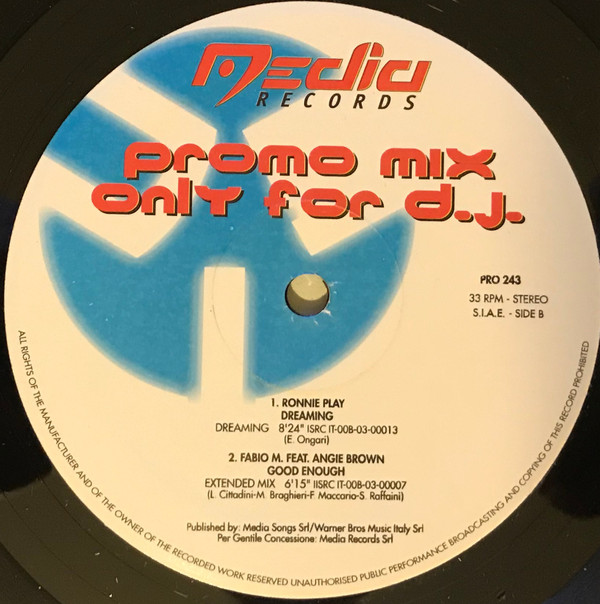 Media
RECORDS
promo mix
only for d.j.
PRO 243
33 RPM - STEREO
S.I.A.E. - SIDE B
1. RONNIE PLAY
DREAMING
DREAMING 8'24" ISRC IT-00B-03-00013
(E. Ongari)
2. FABIO M. FEAT. ANGIE BROWN
GOOD ENOUGH
EXTENDED MIX 6'15" IISRC IT-00B-03-00007
(L. Cittadini-M. Braghieri-F Maccario-S. Raffaini)
Published by: Media Songs Srl/Warner Bros Music Italy Srl
Per Gentile Concessione: Media Records Srl
ALL RIGHTS OF THE MANUFACTURER AND OF THE OWNER OF THE RECORDED WORK RESERVED UNAUTHORISED PUBLIC PERFORMANCE BROADCASTING AND COPYING OF THIS RECORD PROHIBITED